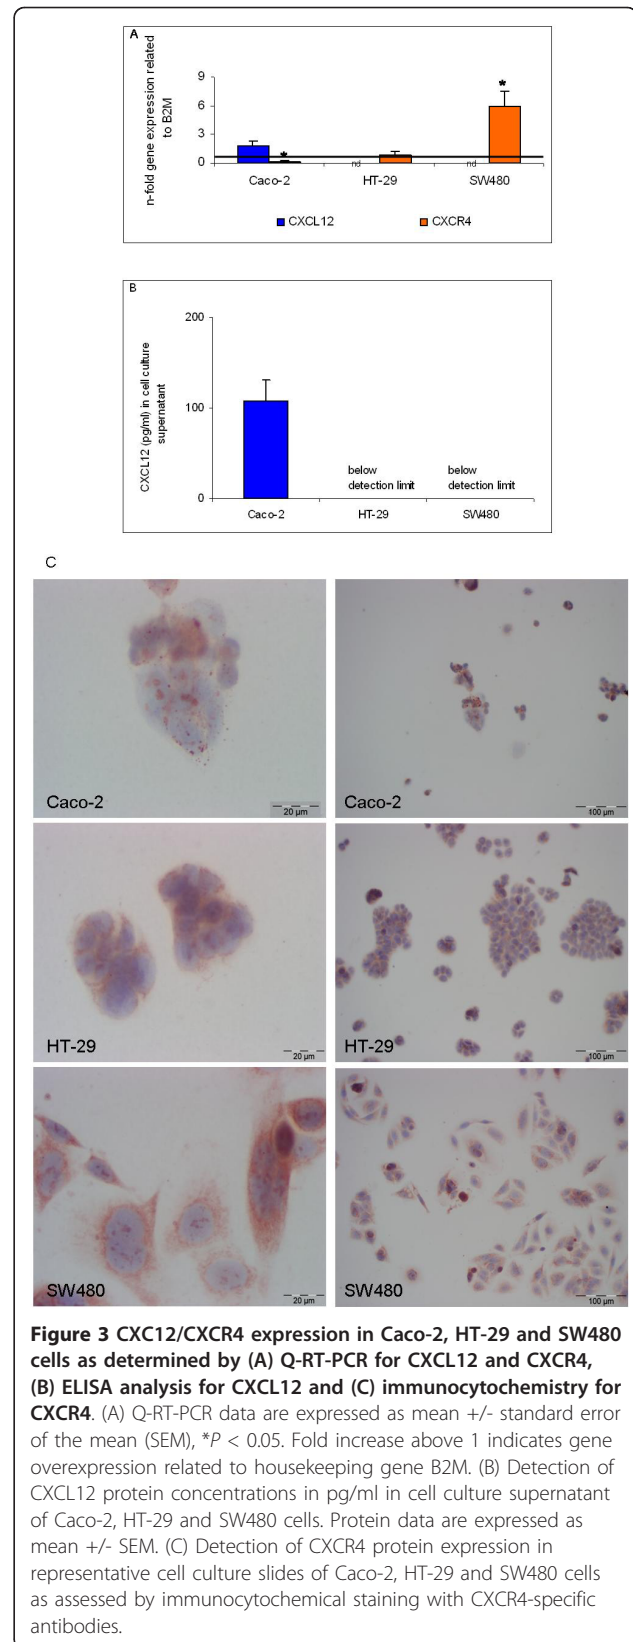 A
n-fold gene expression related
to B2M
9
6
3
0
*
*
nd
nd
Caco-2 HT-29 SW480
CXCL12 CXCR4
B
CXCL12 (pg/ml) in cell culture
supernatant
200
100
0
below
detection limit
below
detection limit
Caco-2 HT-29 SW480
C
Caco-2
20 µm
Caco-2
100 µm
HT-29
20 µm
HT-29
100 µm
SW480
20 µm
SW480
100 µm
Figure 3 CXC12/CXCR4 expression in Caco-2, HT-29 and SW480
cells as determined by (A) Q-RT-PCR for CXCL12 and CXCR4,
(B) ELISA analysis for CXCL12 and (C) immunocytochemistry for
CXCR4. (A) Q-RT-PCR data are expressed as mean +/- standard error
of the mean (SEM), *P < 0.05. Fold increase above 1 indicates gene
overexpression related to housekeeping gene B2M. (B) Detection of
CXCL12 protein concentrations in pg/ml in cell culture supernatant
of Caco-2, HT-29 and SW480 cells. Protein data are expressed as
mean +/- SEM. (C) Detection of CXCR4 protein expression in
representative cell culture slides of Caco-2, HT-29 and SW480 cells
as assessed by immunocytochemical staining with CXCR4-specific
antibodies.